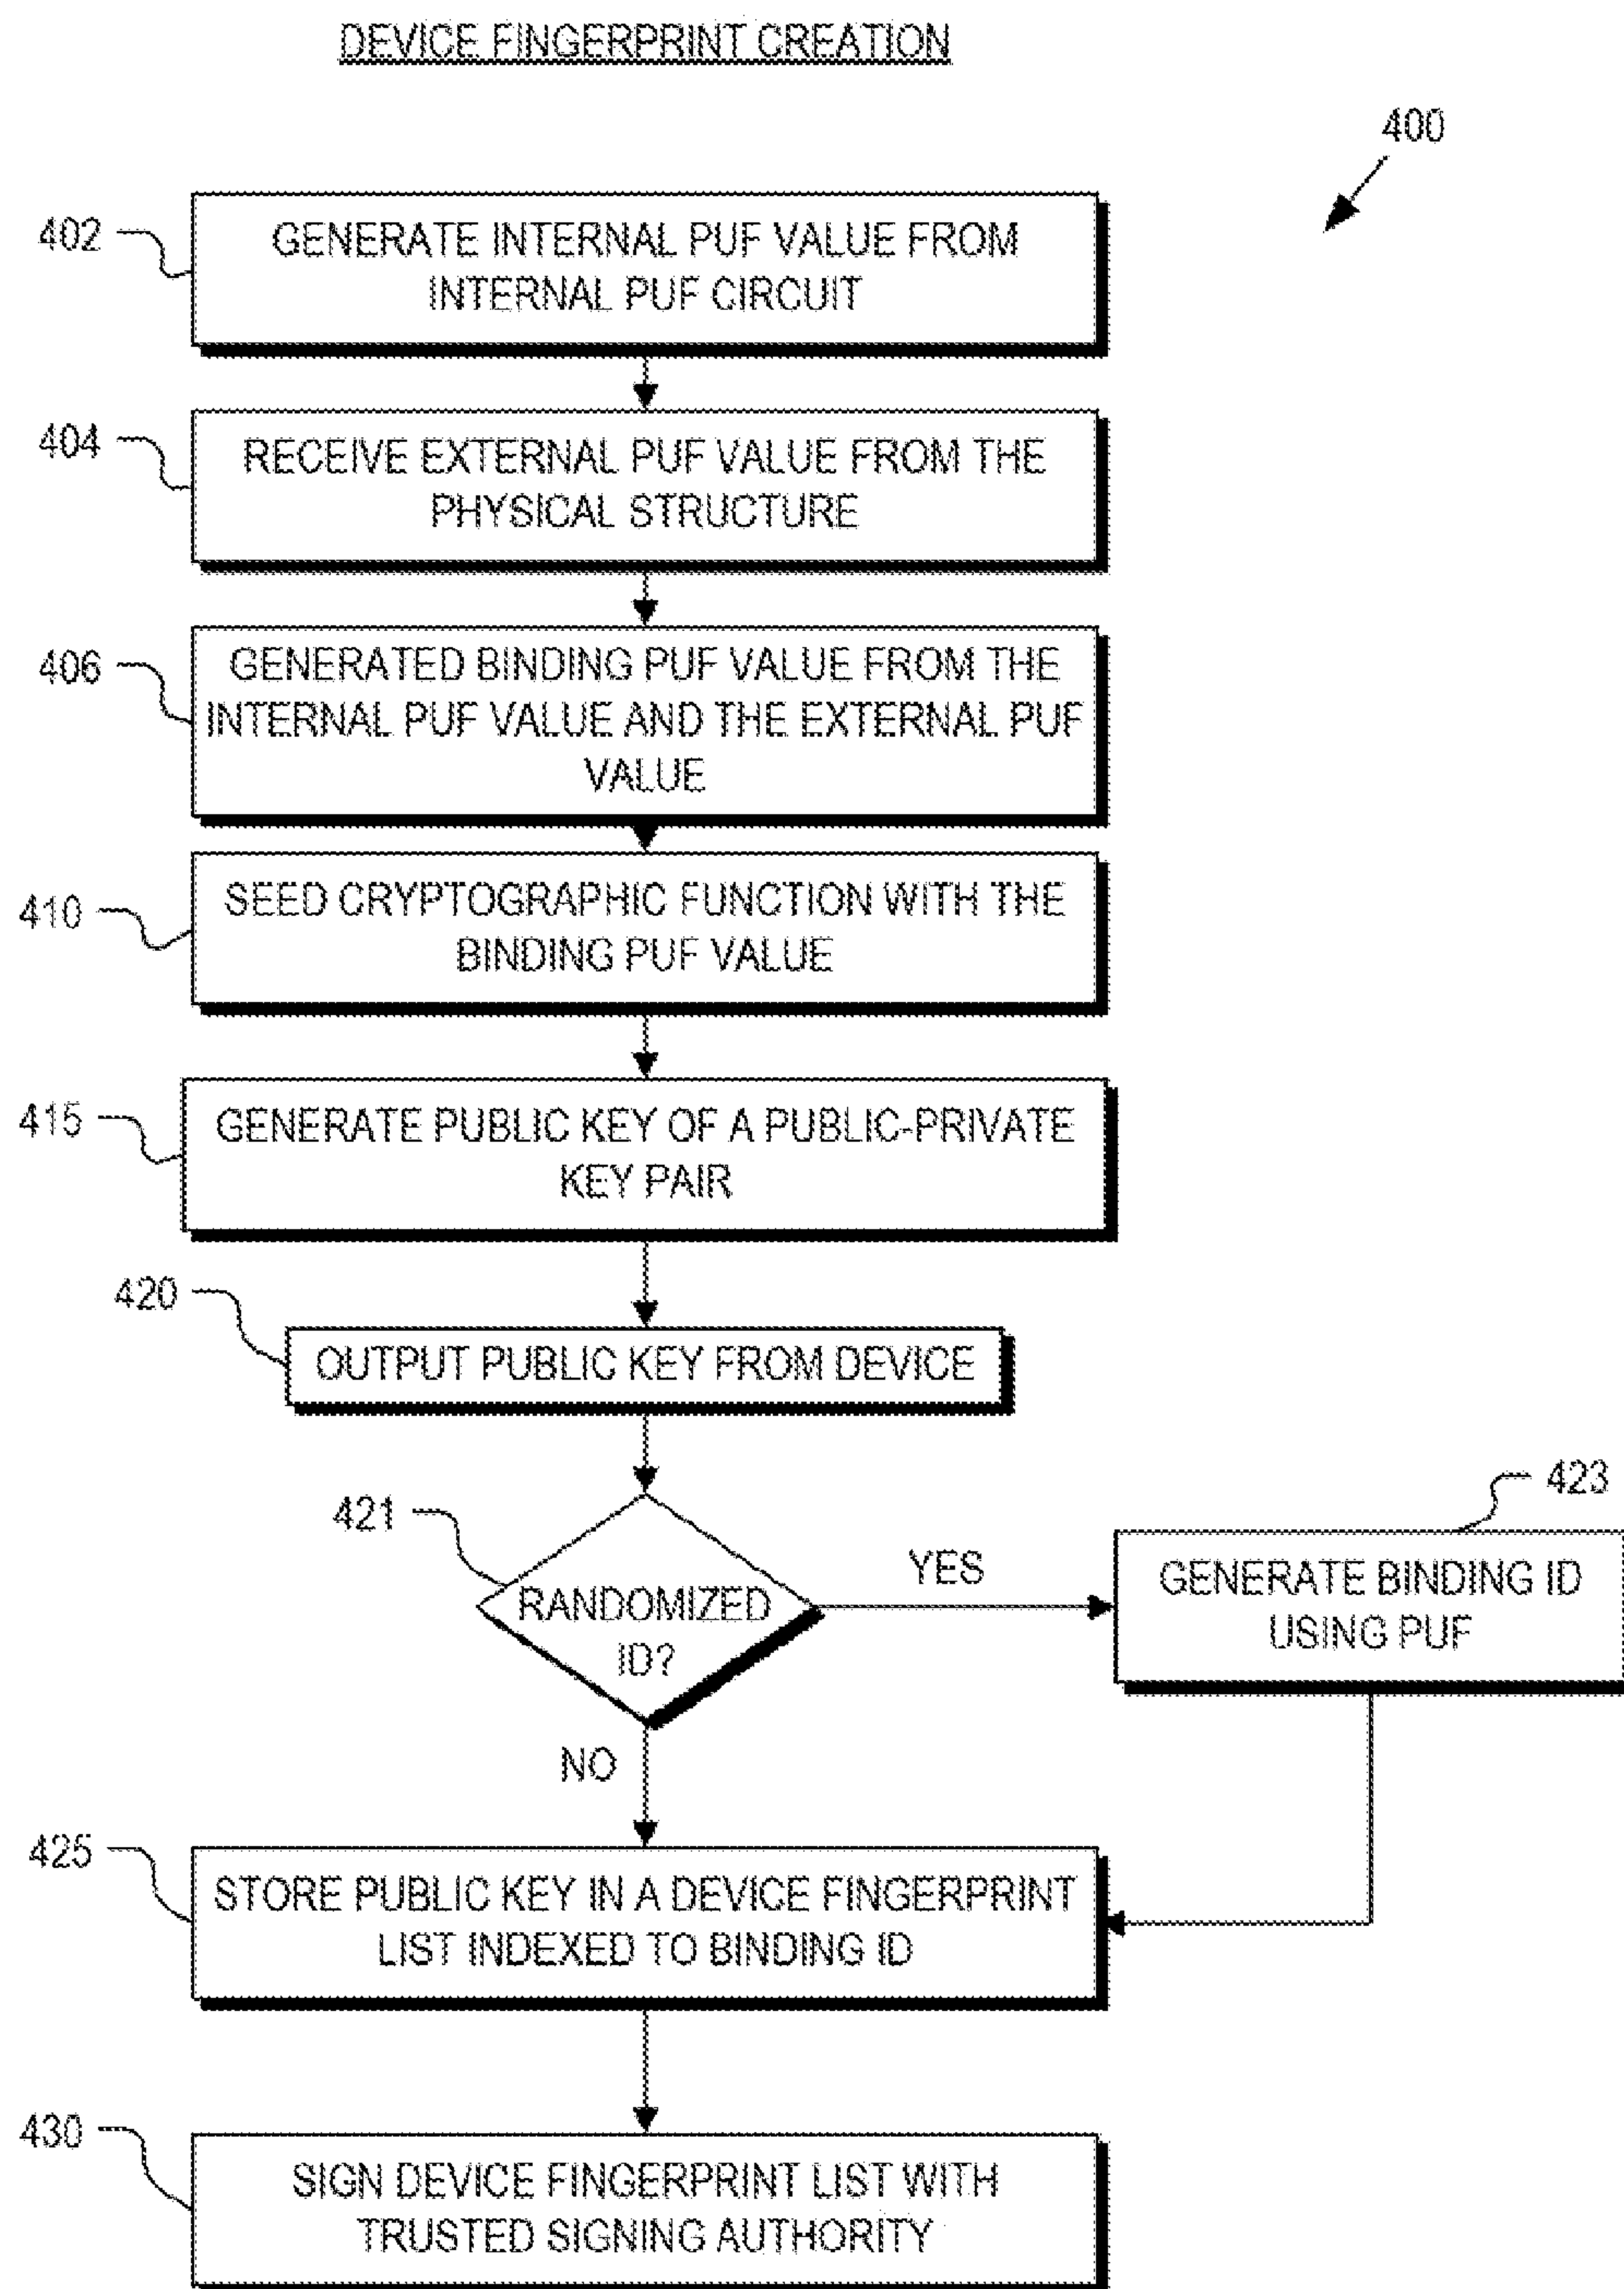 DEVICE FINGERPRINT CREATION
400
402
GENERATE INTERNAL PUF VALUE FROM
INTERNAL PUF CIRCUIT
404
RECEIVE EXTERNAL PUF VALUE FROM THE
PHYSICAL STRUCTURE
406
GENERATED BINDING PUF VALUE FROM THE
INTERNAL PUF VALUE AND THE EXTERNAL PUF
VALUE
410
SEED CRYPTOGRAPHIC FUNCTION WITH THE
BINDING PUF VALUE
415
GENERATE PUBLIC KEY OF A PUBLIC-PRIVATE
KEY PAIR
420
OUTPUT PUBLIC KEY FROM DEVICE
421
RANDOMIZED
ID?
YES
423
GENERATE BINDING ID
USING PUF
NO
425
STORE PUBLIC KEY IN A DEVICE FINGERPRINT
LIST INDEXED TO BINDING ID
430
SIGN DEVICE FINGERPRINT LIST WITH
TRUSTED SIGNING AUTHORITY